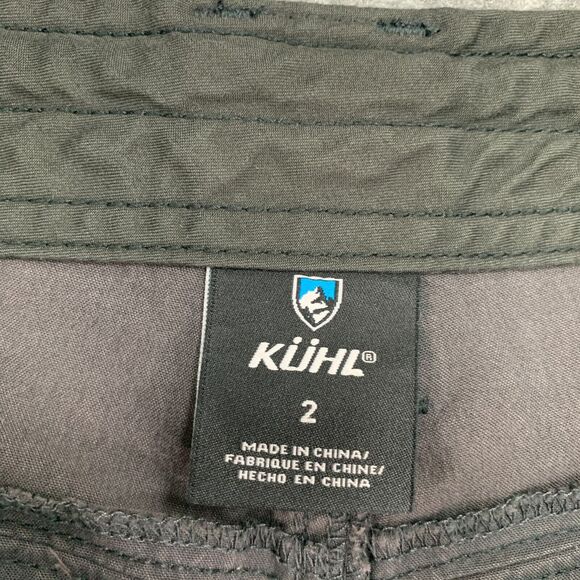 KÜHL®
2
MADE IN CHINA/
FABRIQUE EN CHINE/
HECHO EN CHINA